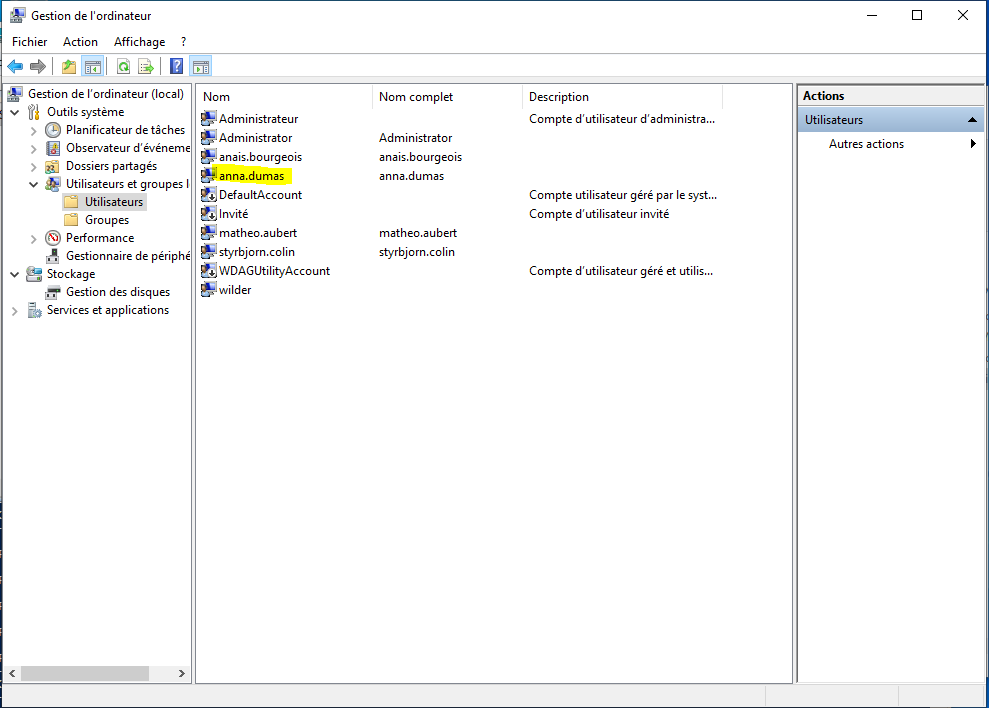 Gestion de l'ordinateur
Fichier Action Affichage ?
Gestion de l'ordinateur (local)
Outils système
Planificateur de tâches
Observateur d'événeme
Dossiers partagés
Utilisateurs et groupes l
Utilisateurs
Groupes
Performance
Gestionnaire de périphé
Stockage
Gestion des disques
Services et applications
Nom Nom complet Description
Administrateur Compte d'utilisateur d'administra...
Administrator Administrator
anais.bourgeois anais.bourgeois
anna.dumas anna.dumas
DefaultAccount Compte utilisateur géré par le syst...
Invité Compte d'utilisateur invité
matheo.aubert matheo.aubert
styrbjorn.colin styrbjorn.colin
WDAGUtilityAccount Compte d'utilisateur géré et utilis...
wilder
Actions
Utilisateurs
Autres actions